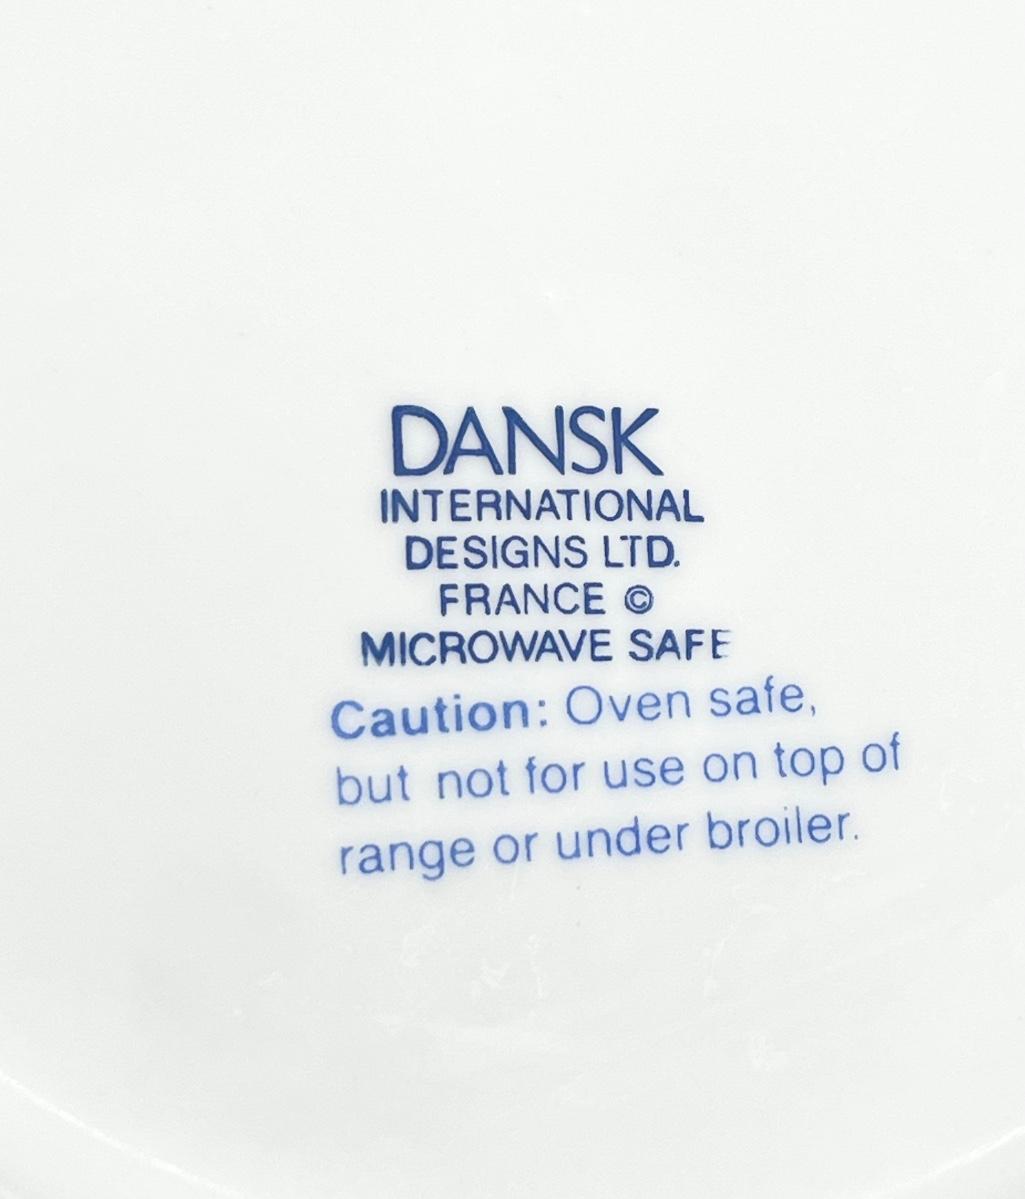 DANSK
INTERNATIONAL
DESIGNS LTD.
FRANCE ©
MICROWAVE SAFE
Caution: Oven safe,
but not for use on top of
range or under broiler.